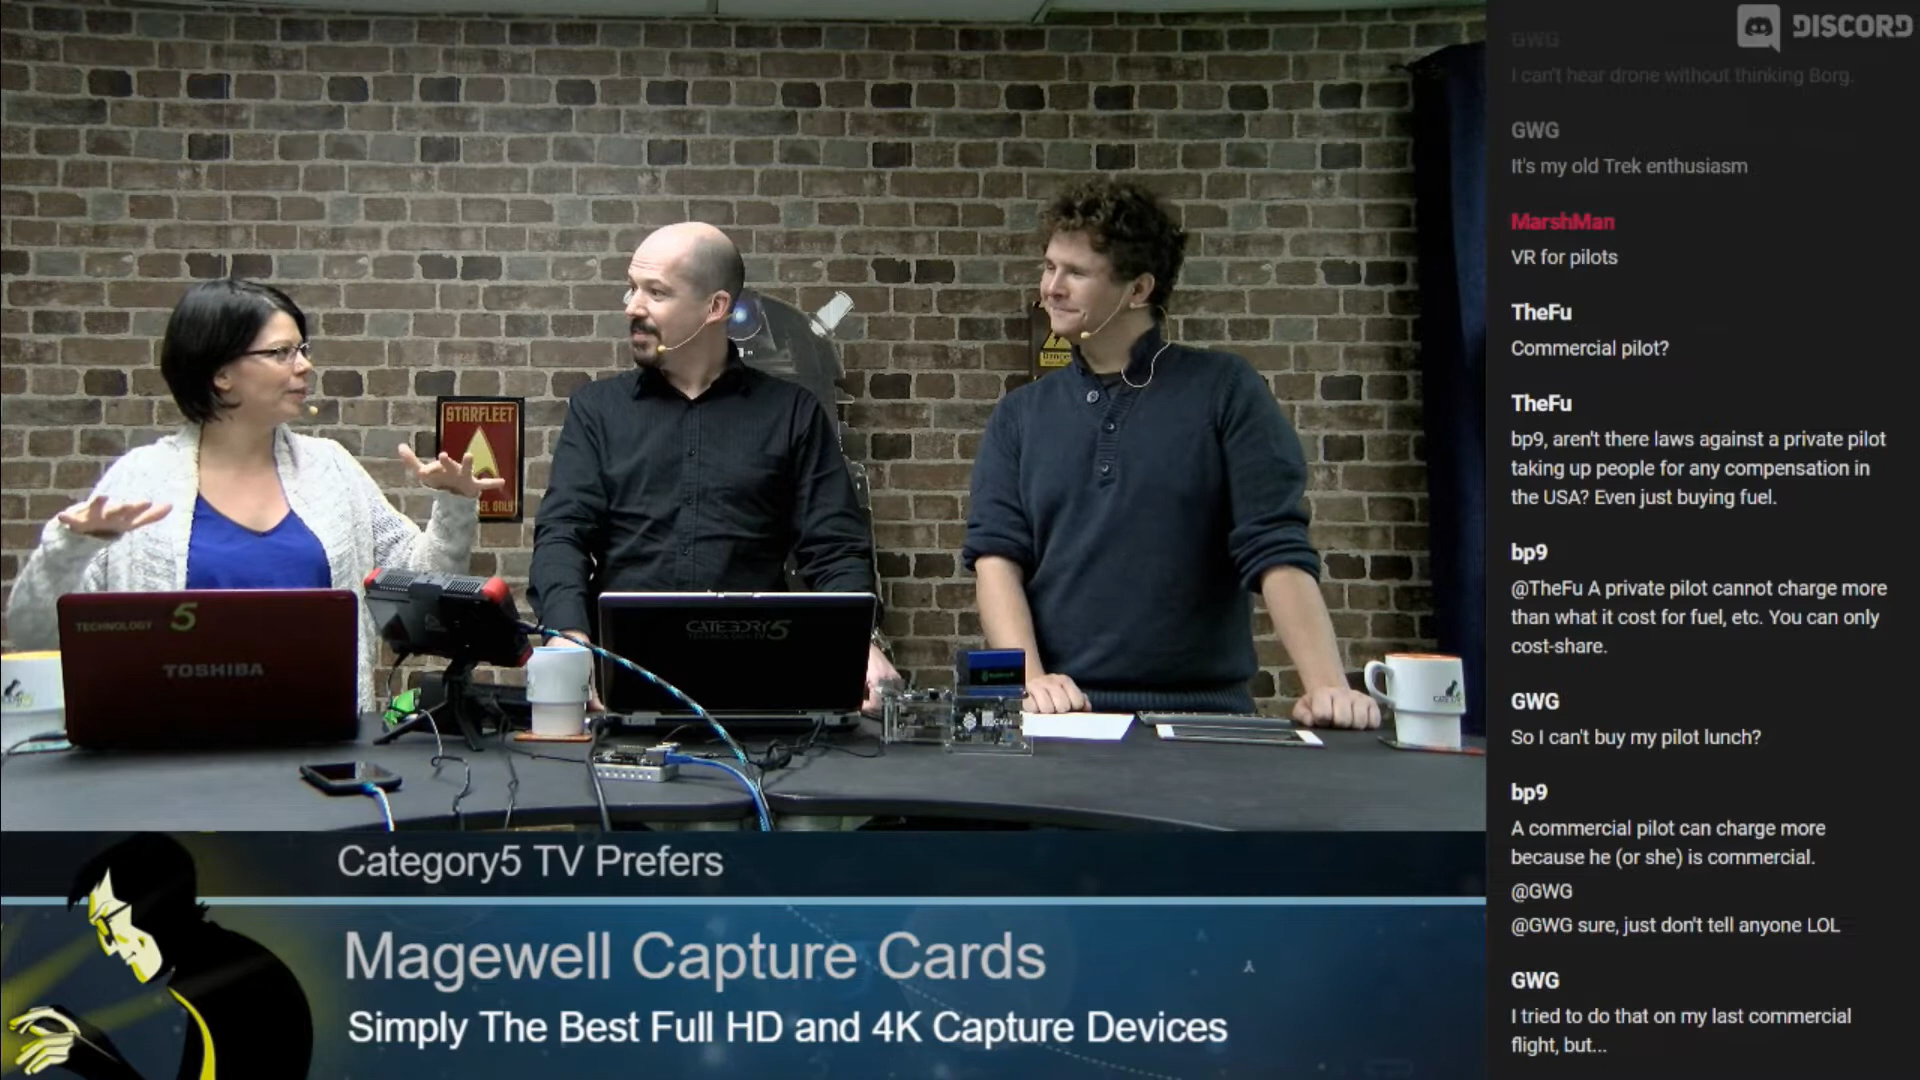 DISCORD
GWG
I can't hear drone without thinking Borg.
GWG
It's my old Trek enthusiasm
MarshMan
VR for pilots
TheFu
Commercial pilot?
TheFu
bp9, aren't there laws against a private pilot
taking up people for any compensation in
the USA? Even just buying fuel.
bp9
@TheFu A private pilot cannot charge more
than what it cost for fuel, etc. You can only
cost-share.
GWG
So I can't buy my pilot lunch?
bp9
A commercial pilot can charge more
because he (or she) is commercial.
@GWG
@GWG sure, just don't tell anyone LOL
GWG
I tried to do that on my last commercial
flight, but...
STARFLEET
ONLY
Danger
TECHNOLOGY 5
TOSHIBA
CATEGORY5
TECHNOLOGY TV
Category5 TV Prefers
Magewell Capture Cards
Simply The Best Full HD and 4K Capture Devices